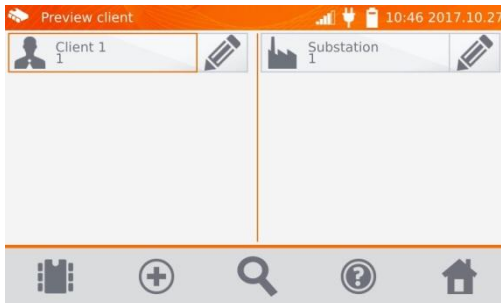 Preview client
10:46 2017.10.27
Client 1
1
Substation
1